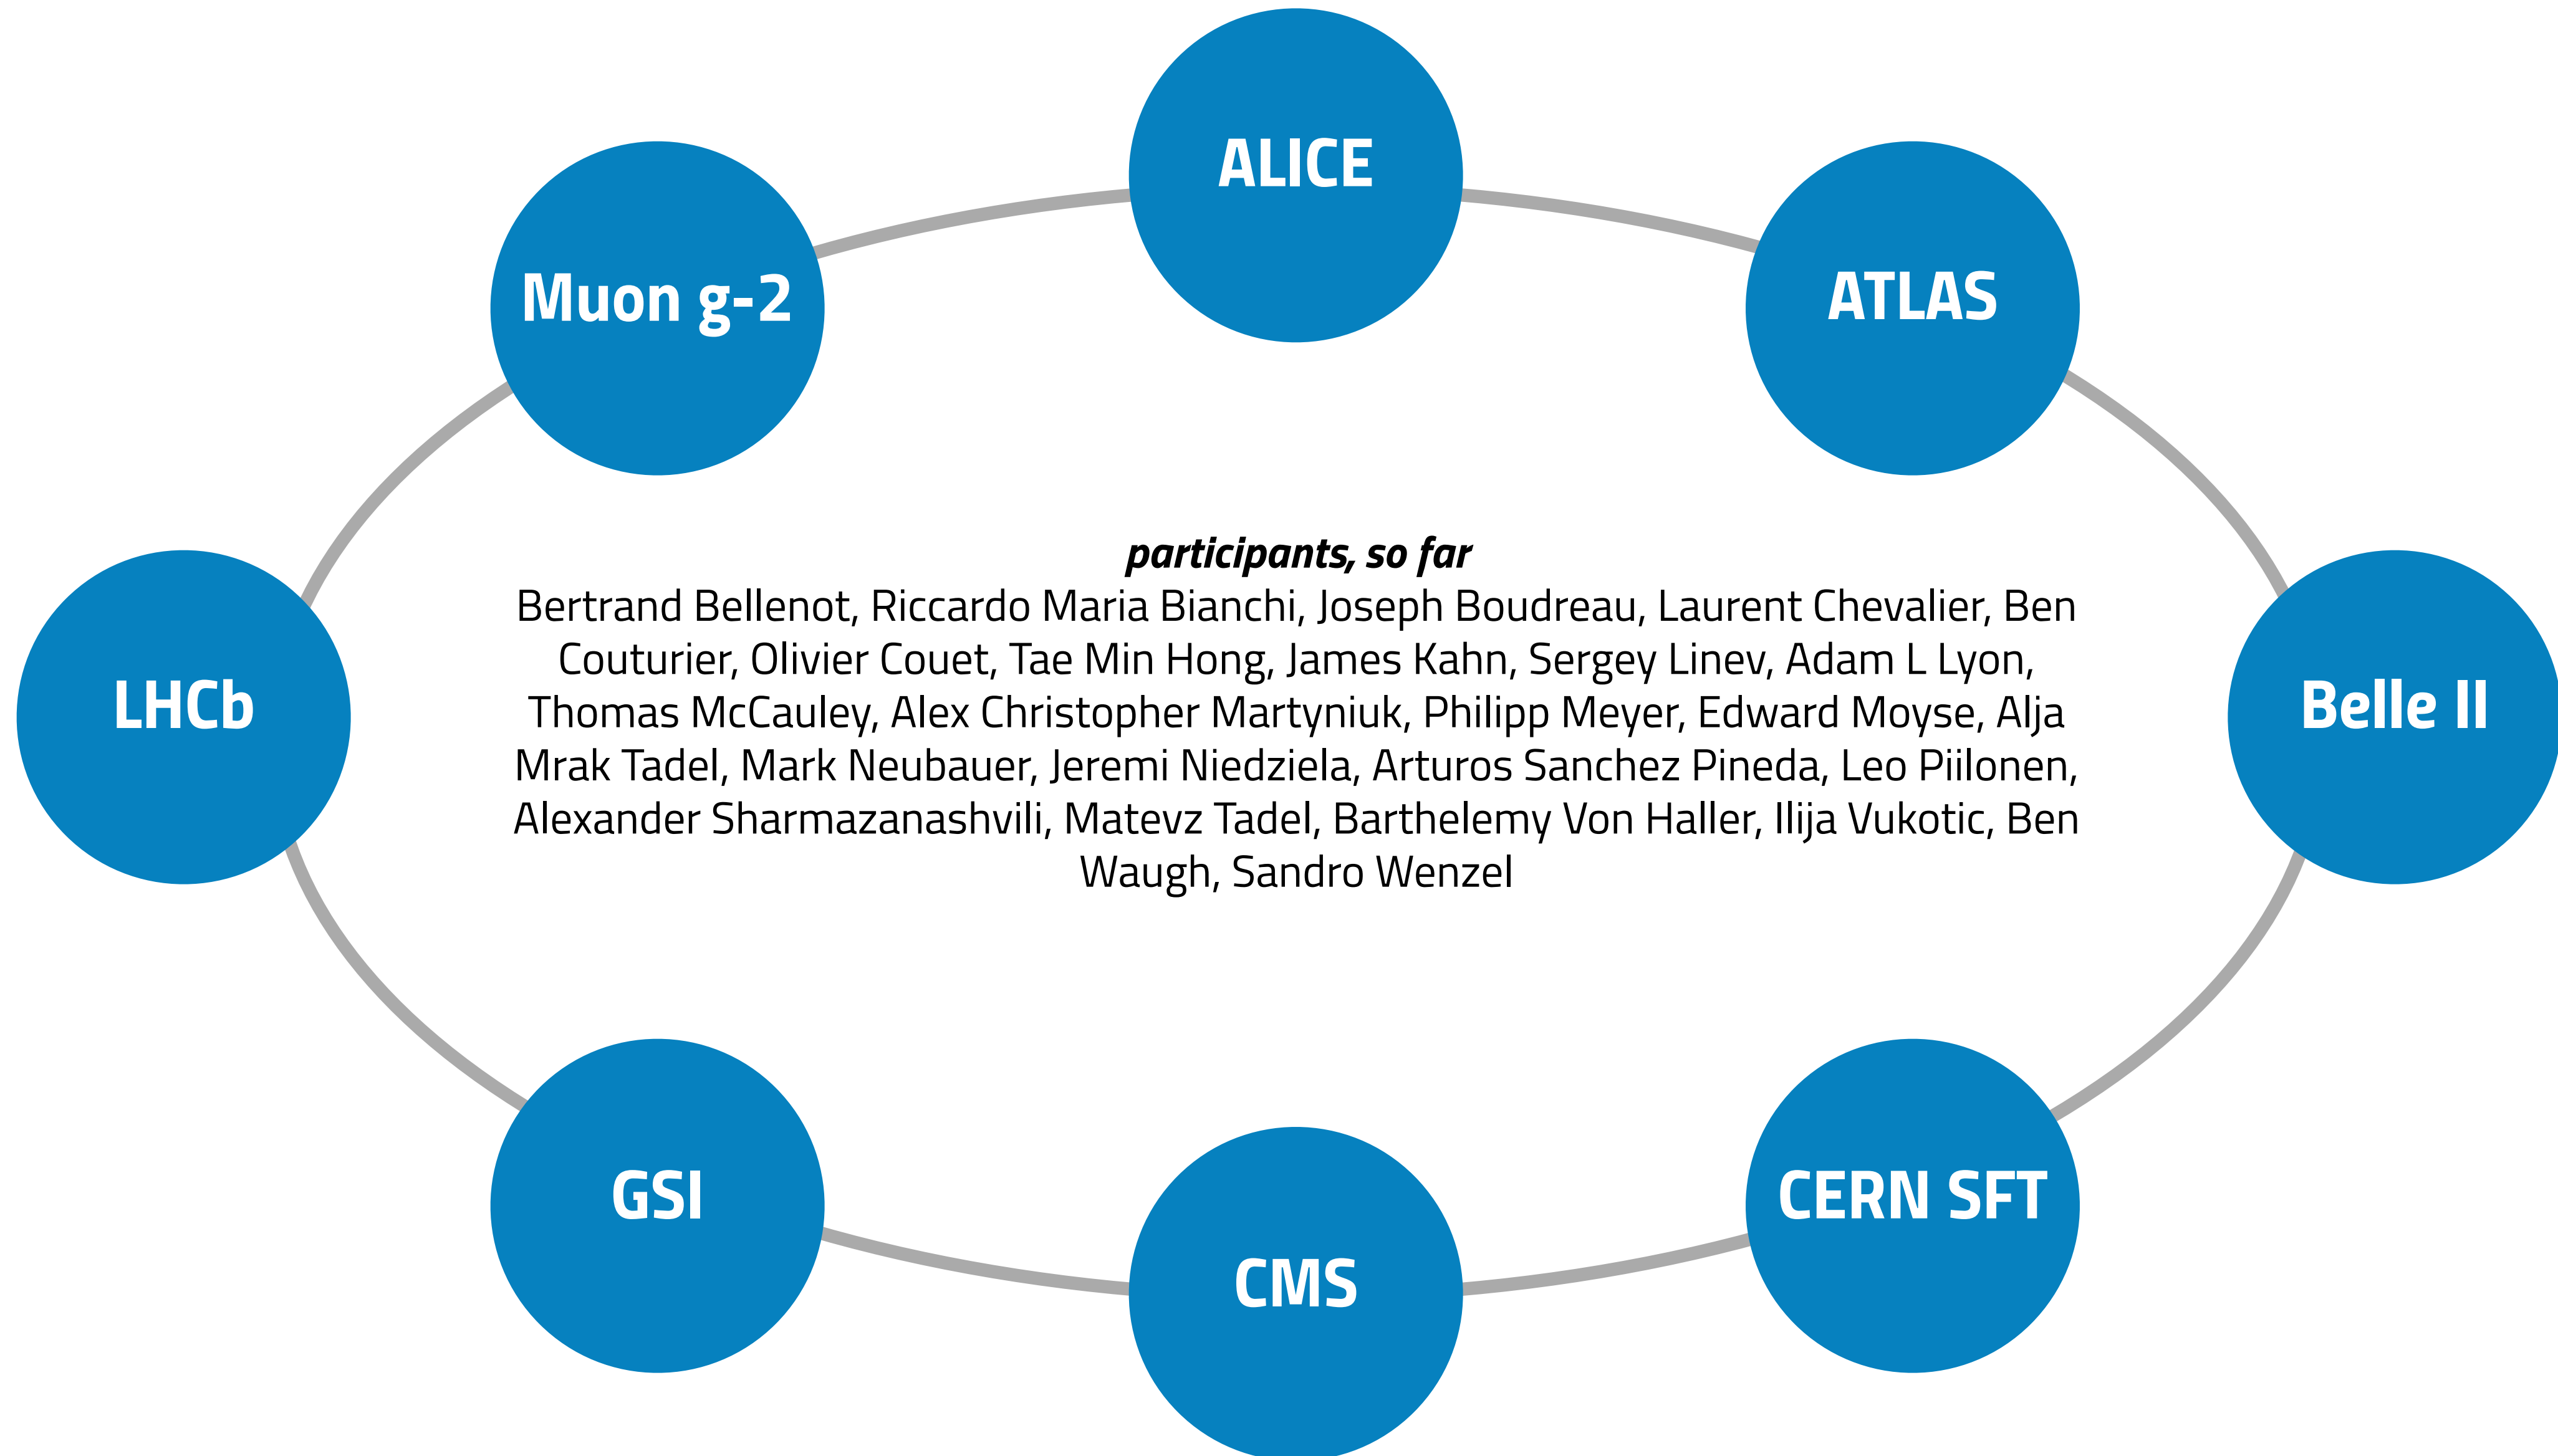 ALICE
Muon g-2
ATLAS
participants, so far
Bertrand Bellenot, Riccardo Maria Bianchi, Joseph Boudreau, Laurent Chevalier, Ben
Couturier, Olivier Couet, Tae Min Hong, James Kahn, Sergey Linev, Adam L Lyon,
Thomas McCauley, Alex Christopher Martyniuk, Philipp Meyer, Edward Moyse, Alja
Mrak Tadel, Mark Neubauer, Jeremi Niedziela, Arturos Sanchez Pineda, Leo Piilonen,
Alexander Sharmazanashvili, Matevz Tadel, Barthelemy Von Haller, Ilija Vukotic, Ben
Waugh, Sandro Wenzel
LHCb
Belle II
GSI
CERN SFT
CMS